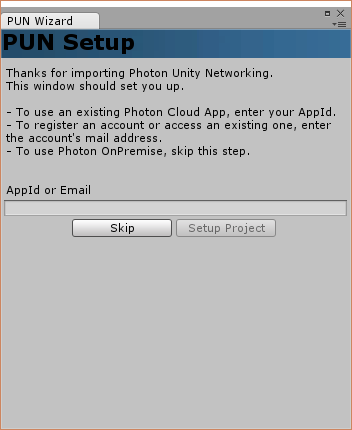 PUN Wizard
PUN Setup
Thanks for importing Photon Unity Networking.
This window should set you up.
- To use an existing Photon Cloud App, enter your AppId.
- To register an account or access an existing one, enter
the account's mail address.
- To use Photon OnPremise, skip this step.
AppId or Email
Skip
Setup Project